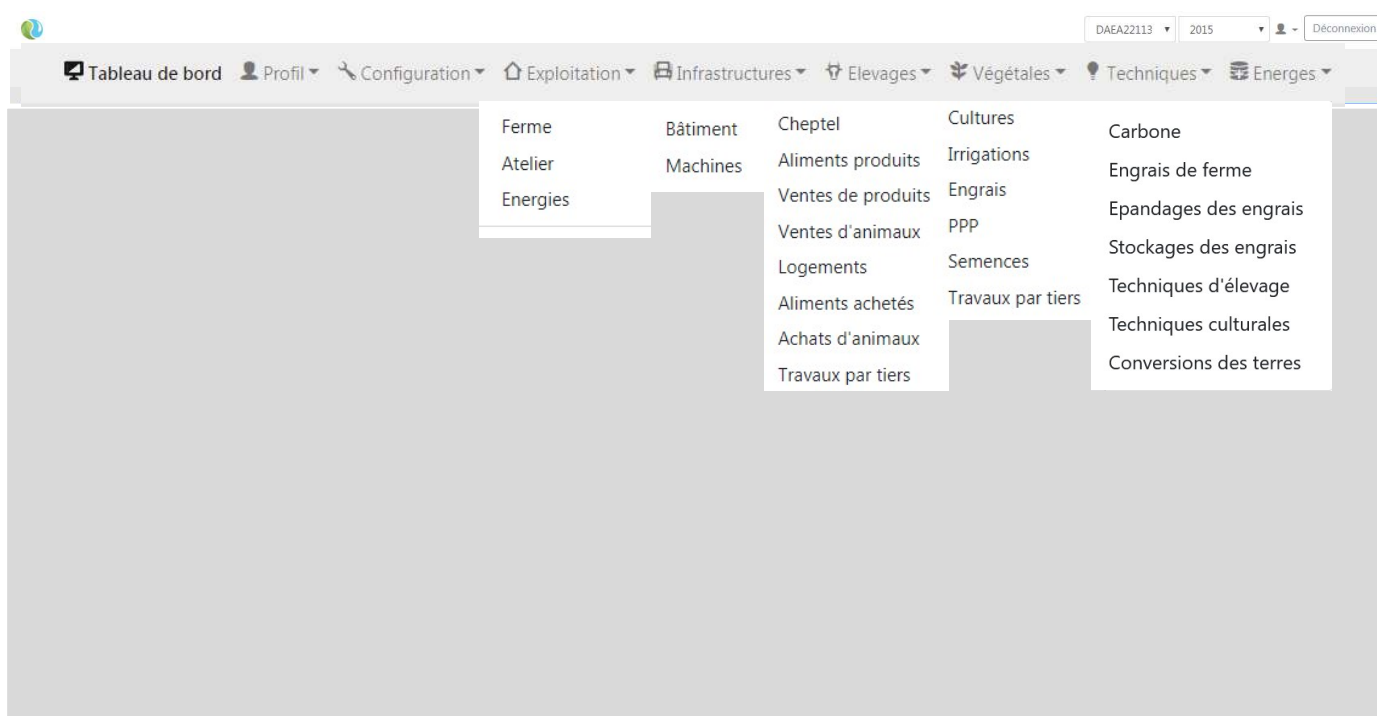 DAEA22113 2015 Déconnexion
Tableau de bord Profil Configuration Exploitation Infrastructures Elevages Végétales Techniques Energes
Ferme
Atelier
Energies
Bâtiment
Machines
Cheptel
Aliments produits
Ventes de produits
Ventes d'animaux
Logements
Aliments achetés
Achats d'animaux
Travaux par tiers
Cultures
Irrigations
Engrais
PPP
Semences
Travaux par tiers
Carbone
Engrais de ferme
Epandages des engrais
Stockages des engrais
Techniques d'élevage
Techniques culturales
Conversions des terres